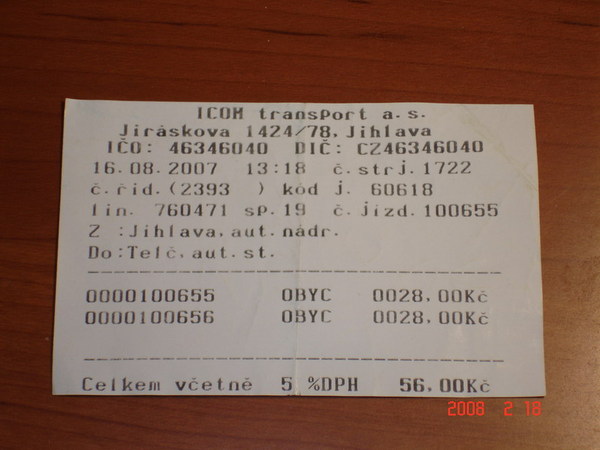 ICOM transPort a.s.
Jiráskova 1424/78,Jihlava
IČO: 46346040 DIČ: CZ46346040
16.08.2007 13:18 č.strj.1722
č.řid.(2393 ) kód j. 60618
lin. 760471 sp.19 č.jízd.100655
Z :Jihlava,aut.nádr.
Do:Telč,aut.st.
0000100655 OBYC 0028,00Kč
0000100656 OBYC 0028,00Kč
Celkem včetně 5 %DPH 56,00Kč
2008 2 18